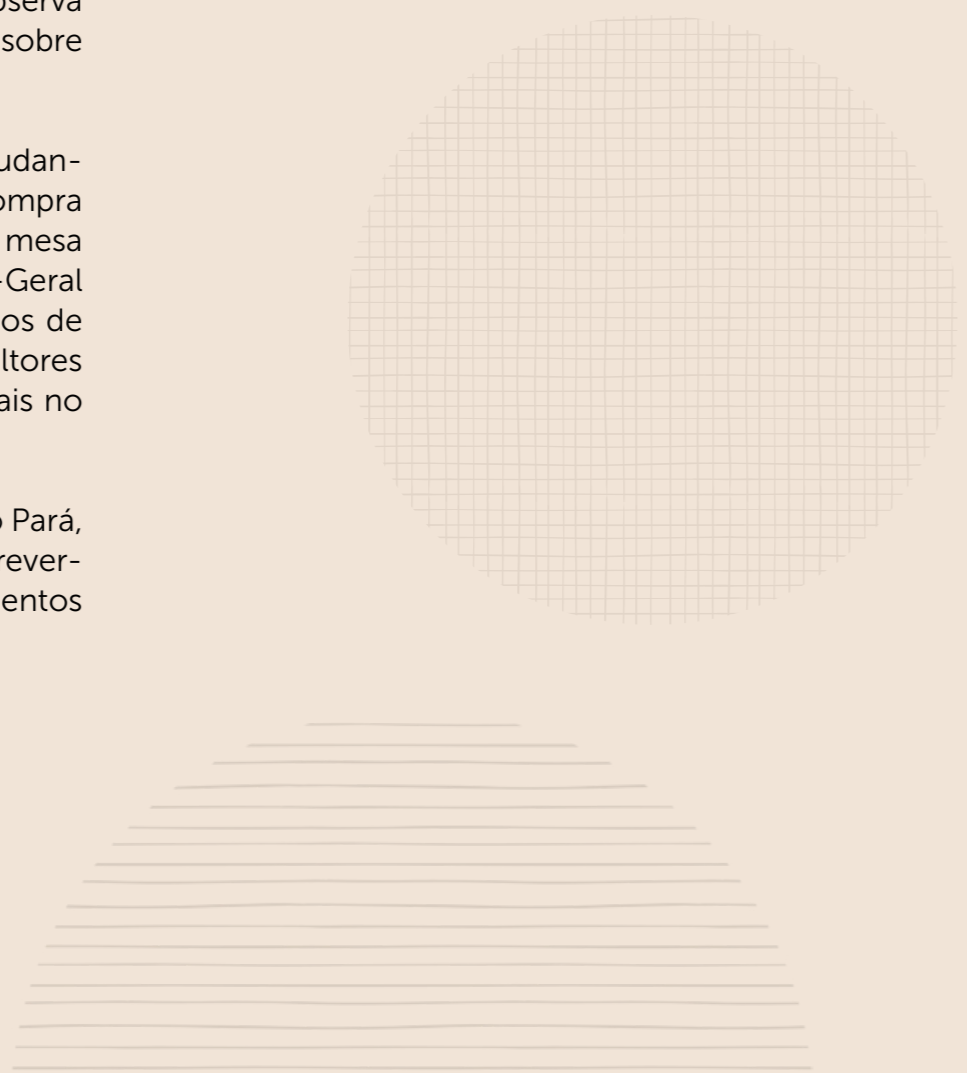 bserva
sobre
udan-
ompra
mesa
-Geral
os de
ltores
ais no
o Pará,
rever-
entos